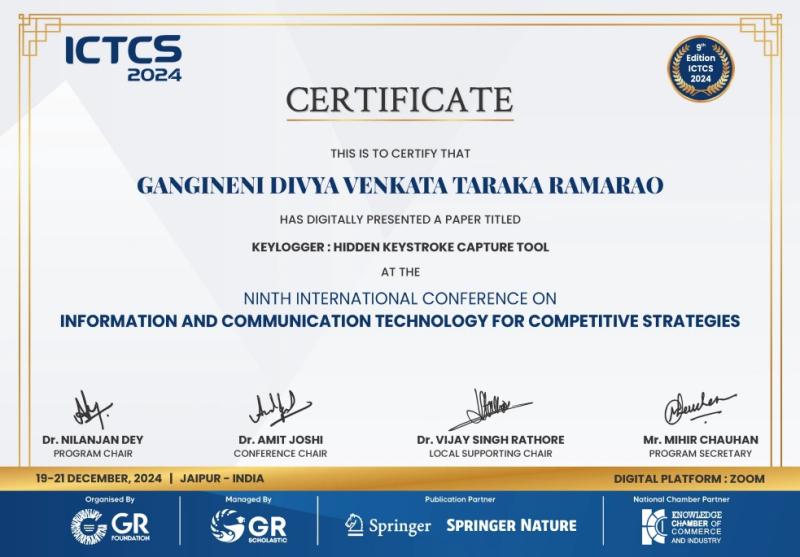 ICTCS
2024
9th
Edition
ICTCS
2024
CERTIFICATE
THIS IS TO CERTIFY THAT
GANGINENI DIVYA VENKATA TARAKA RAMARAO
HAS DIGITALLY PRESENTED A PAPER TITLED
KEYLOGGER : HIDDEN KEYSTROKE CAPTURE TOOL
AT THE
NINTH INTERNATIONAL CONFERENCE ON
INFORMATION AND COMMUNICATION TECHNOLOGY FOR COMPETITIVE STRATEGIES
Dr. NILANJAN DEY
PROGRAM CHAIR
Dr. AMIT JOSHI
CONFERENCE CHAIR
Dr. VIJAY SINGH RATHORE
LOCAL SUPPORTING CHAIR
Mr. MIHIR CHAUHAN
PROGRAM SECRETARY
19-21 DECEMBER, 2024 | JAIPUR - INDIA
DIGITAL PLATFORM : ZOOM
Organised By
GR
FOUNDATION
Managed By
GR
SCHOLASTIC
Publication Partner
Springer
SPRINGER NATURE
National Chamber Partner
KNOWLEDGE
CHAMBER OF
COMMERCE
AND INDUSTRY